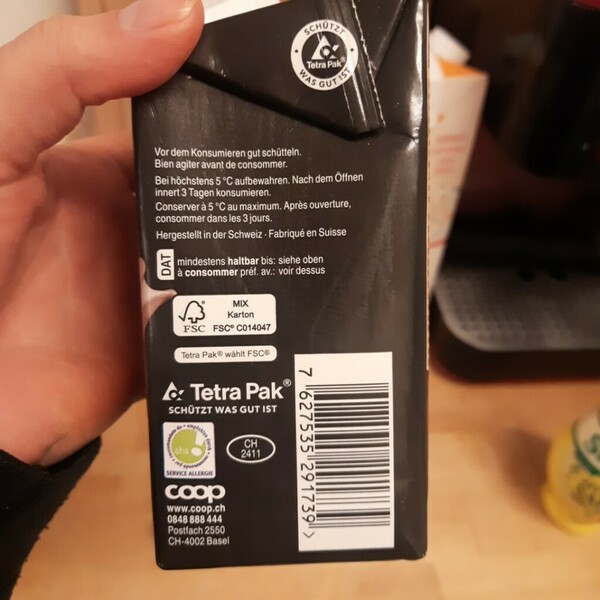 SCHÜTZT
Tetra Pak®
WAS GUT IST
Vor dem Konsumieren gut schütteln.
Bien agiter avant de consommer.
Bei höchstens 5 °C aufbewahren. Nach dem Öffnen
innert 3 Tagen konsumieren.
Conserver à 5 °C au maximum. Après ouverture,
consommer dans les 3 jours.
Hergestellt in der Schweiz · Fabriqué en Suisse
DAT
mindestens haltbar bis: siehe oben
à consommer préf. av.: voir dessus
FSC
MIX
Karton
FSC® C014047
Tetra Pak® wählt FSC®
Tetra Pak®
SCHÜTZT WAS GUT IST
aha!
SERVICE ALLERGIE
CH
2411
coop
www.coop.ch
0848 888 444
Postfach 2550
CH-4002 Basel
7 627535 291739 >